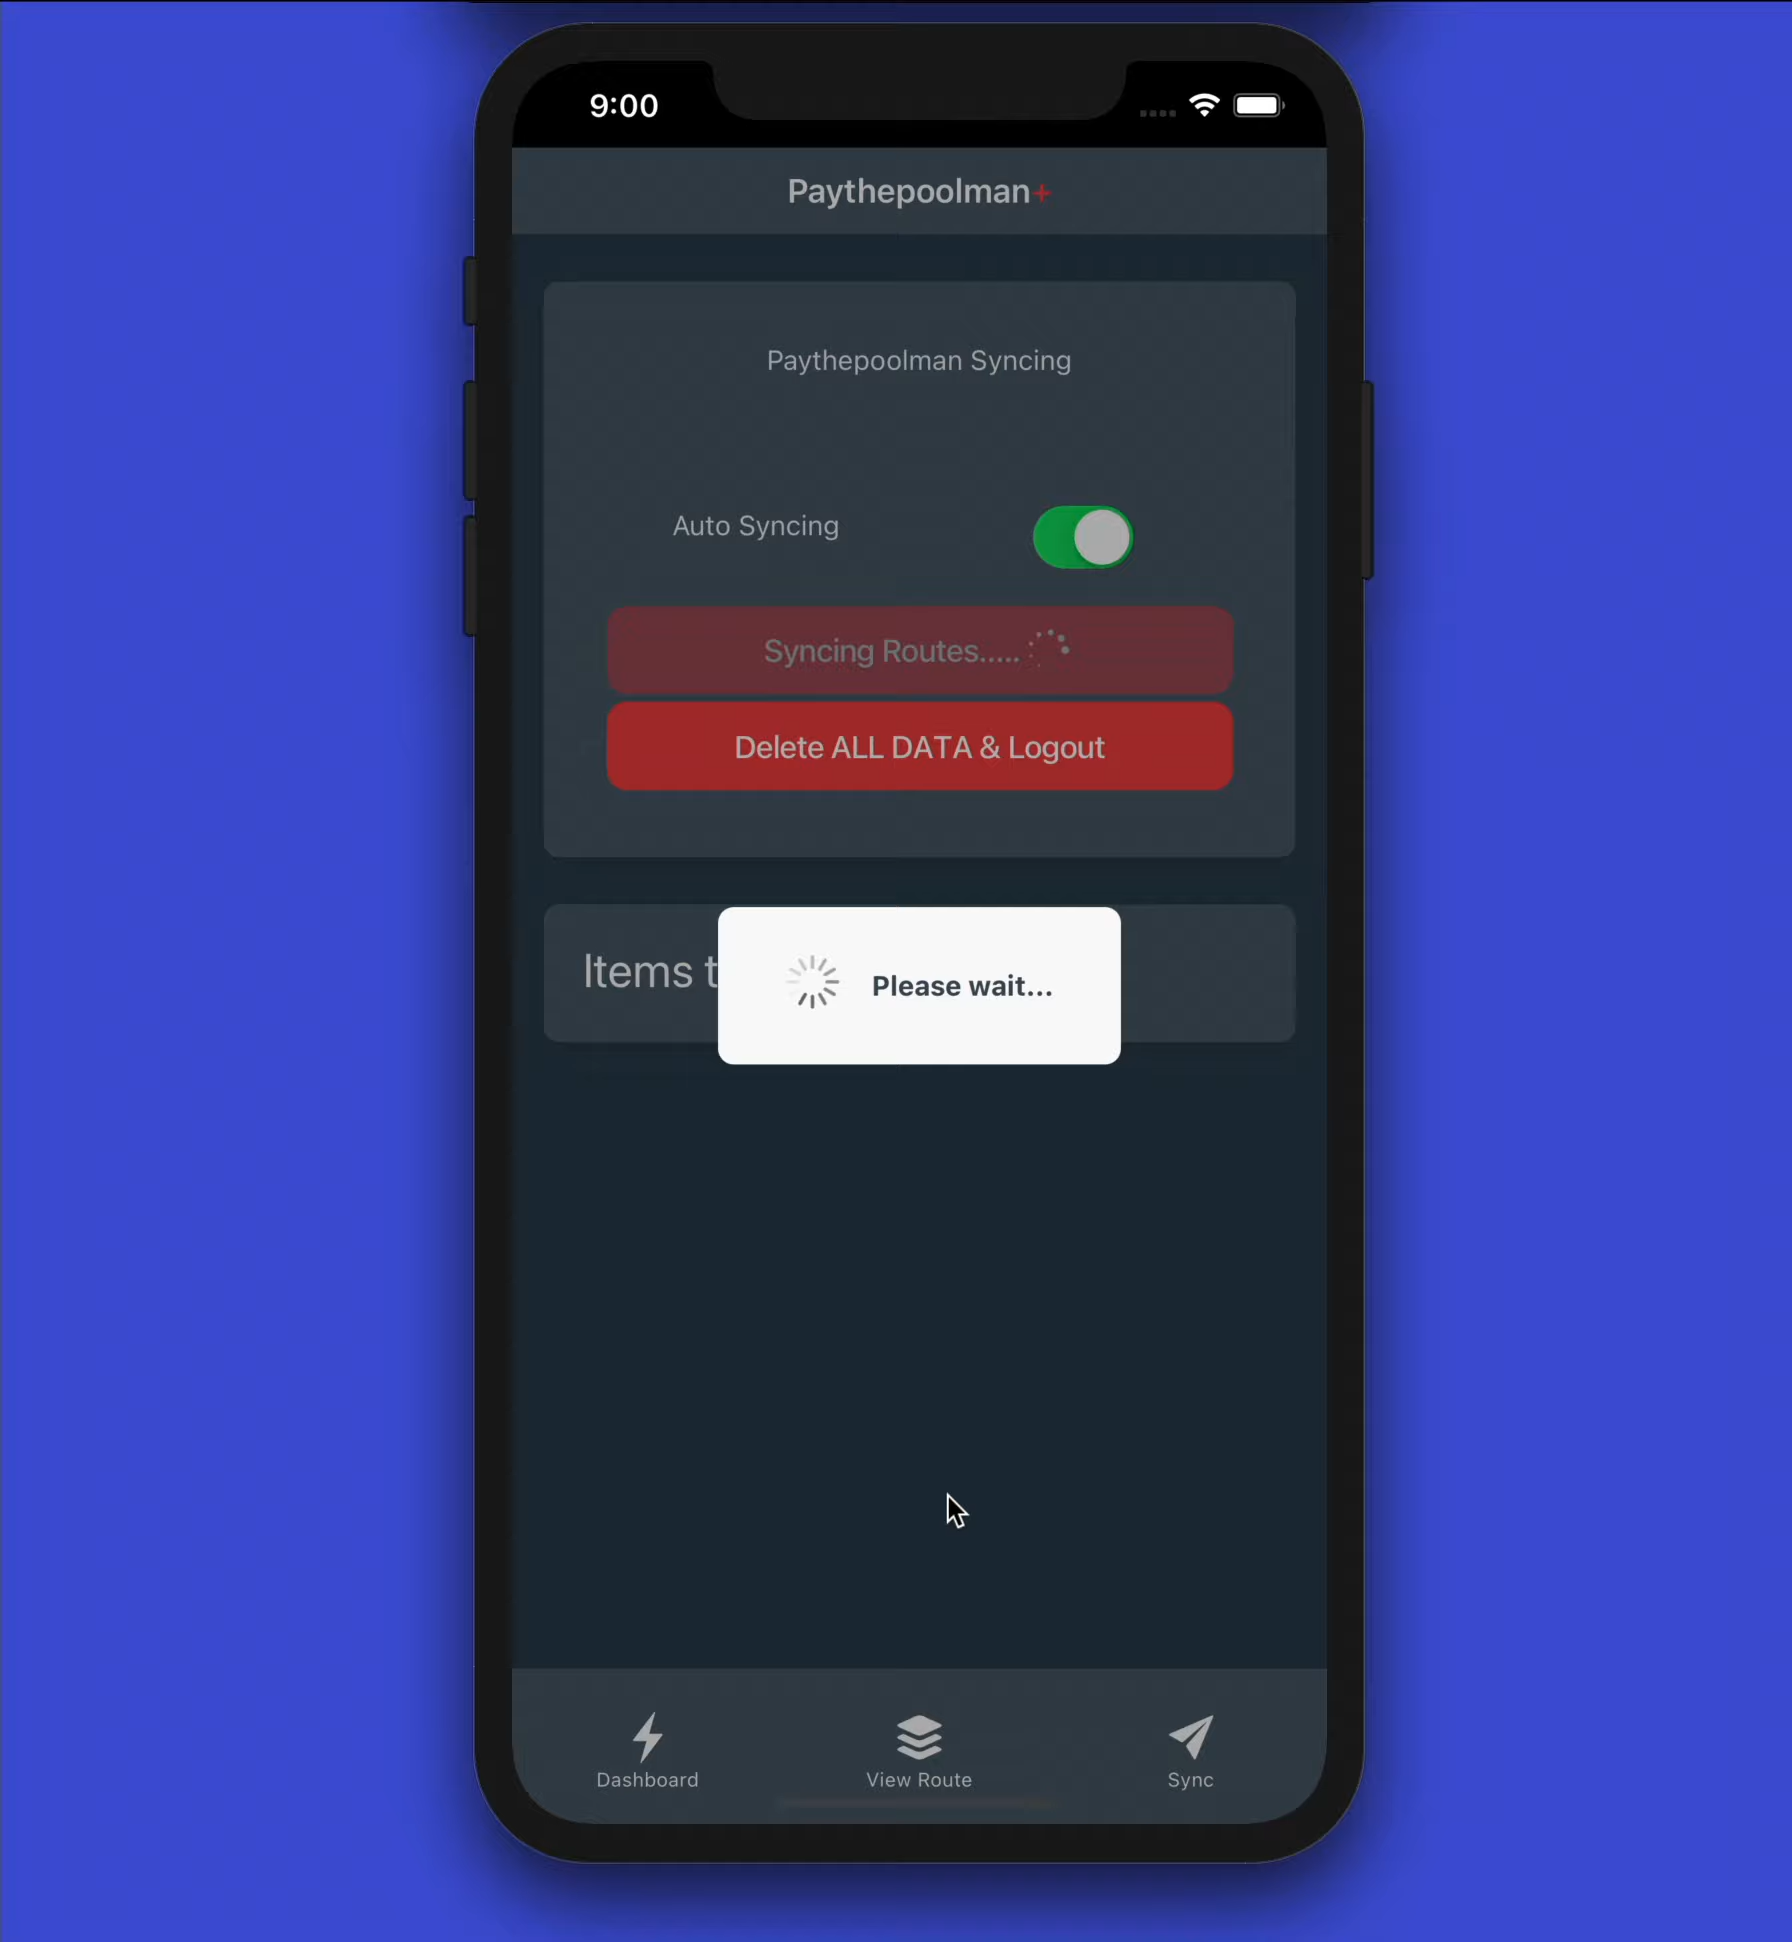 9:00
Paythepoolman+
Paythepoolman Syncing
Auto Syncing
Syncing Routes.....
Delete ALL DATA & Logout
Items t
Please wait...
Dashboard
View Route
Sync